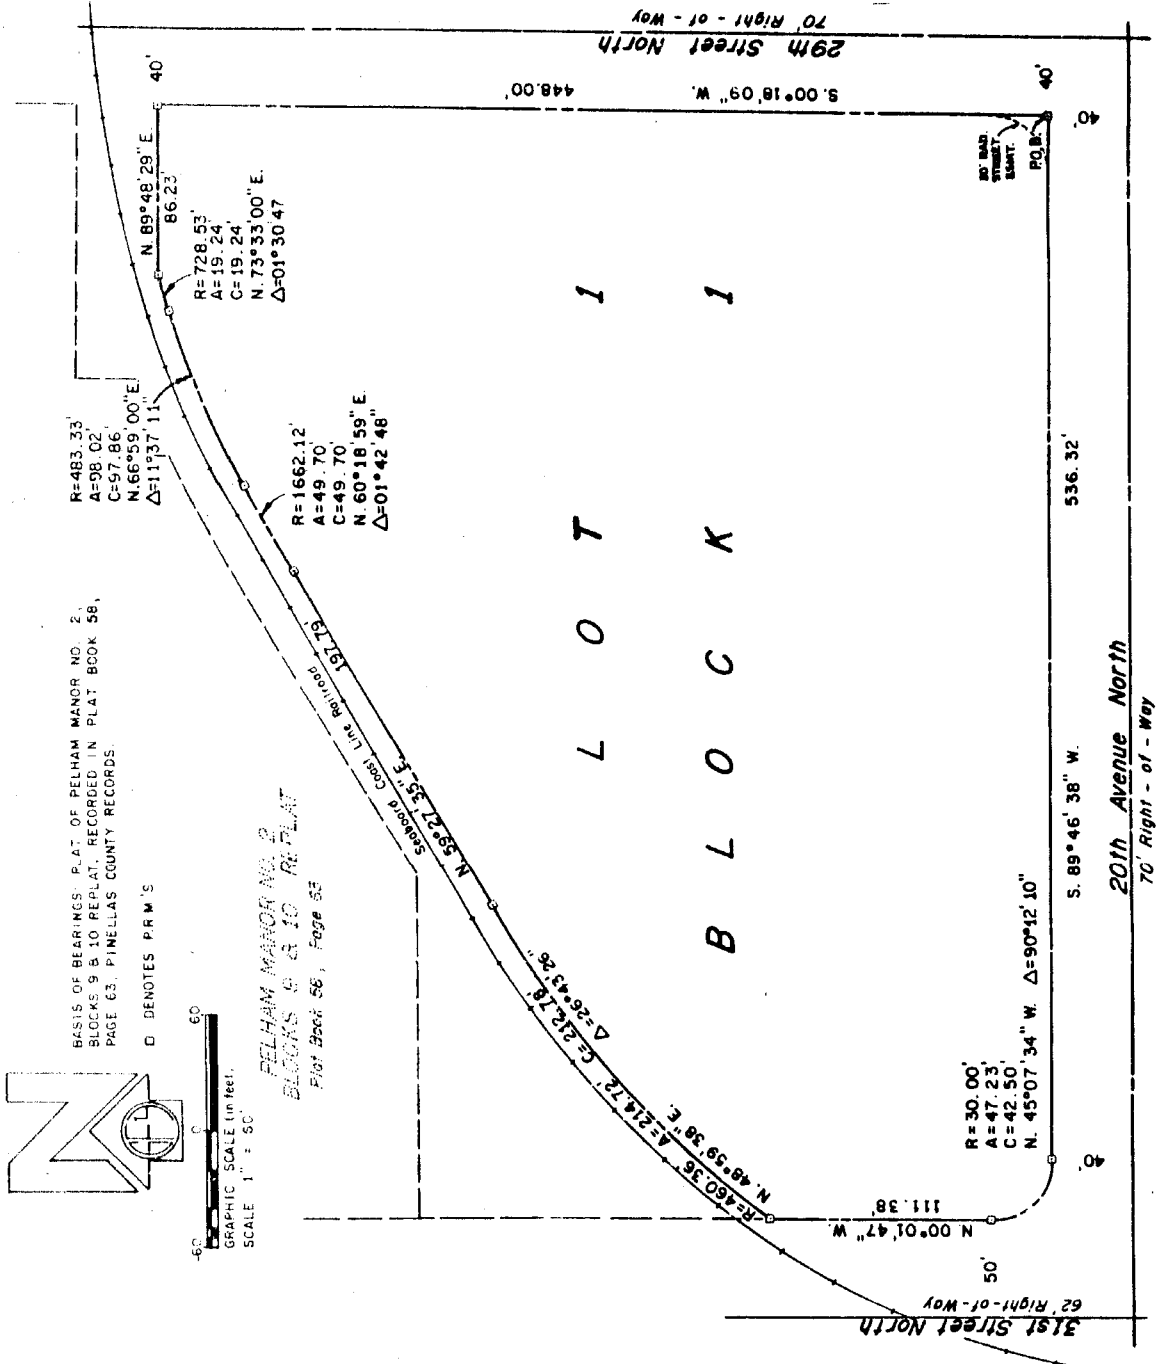 BASIS OF BEARINGS: PLAT OF PELHAM MANOR NO. 2,
BLOCKS 9 & 10 REPLAT, RECORDED IN PLAT BOOK 58,
PAGE 63, PINELLAS COUNTY RECORDS.
□ DENOTES P.R.M.'S
60 0 60
GRAPHIC SCALE (in feet)
SCALE 1" = 50'
PELHAM MANOR NO. 2
BLOCKS 9 & 10 REPLAT
Plat Book 58, Page 63
R=483.33'
A=98.02'
C=97.86'
N.66°59'00"E.
Δ=11°37'11"
N. 89°48'29" E.
86.23'
40'
R=728.53'
A=19.24'
C=19.24'
N.73°33'00"E.
Δ=01°30'47
R=1662.12'
A=49.70'
C=49.70'
N.60°18'59"E.
Δ=01°42'48"
197.79'
Seaboard Coast Line Railroad
N. 59°27'35" E.
R=460.36' A=214.72' C=212.78' Δ=26°43'26"
N. 48°59'38" E.
LOT 1
BLOCK 1
448.00'
S. 00°18'09" W.
29th Street North
70' Right - of - Way
30' RAD.
STREET
ESMT.
P.O.B.
40'
40'
111.38'
N. 00°01'47" W.
50'
31st Street North
62' Right-of-Way
R=30.00'
A=47.23'
C=42.50'
N. 45°07'34" W. Δ=90°12'10"
40'
S. 89°46'38" W.
536.32'
20th Avenue North
70' Right - of - Way